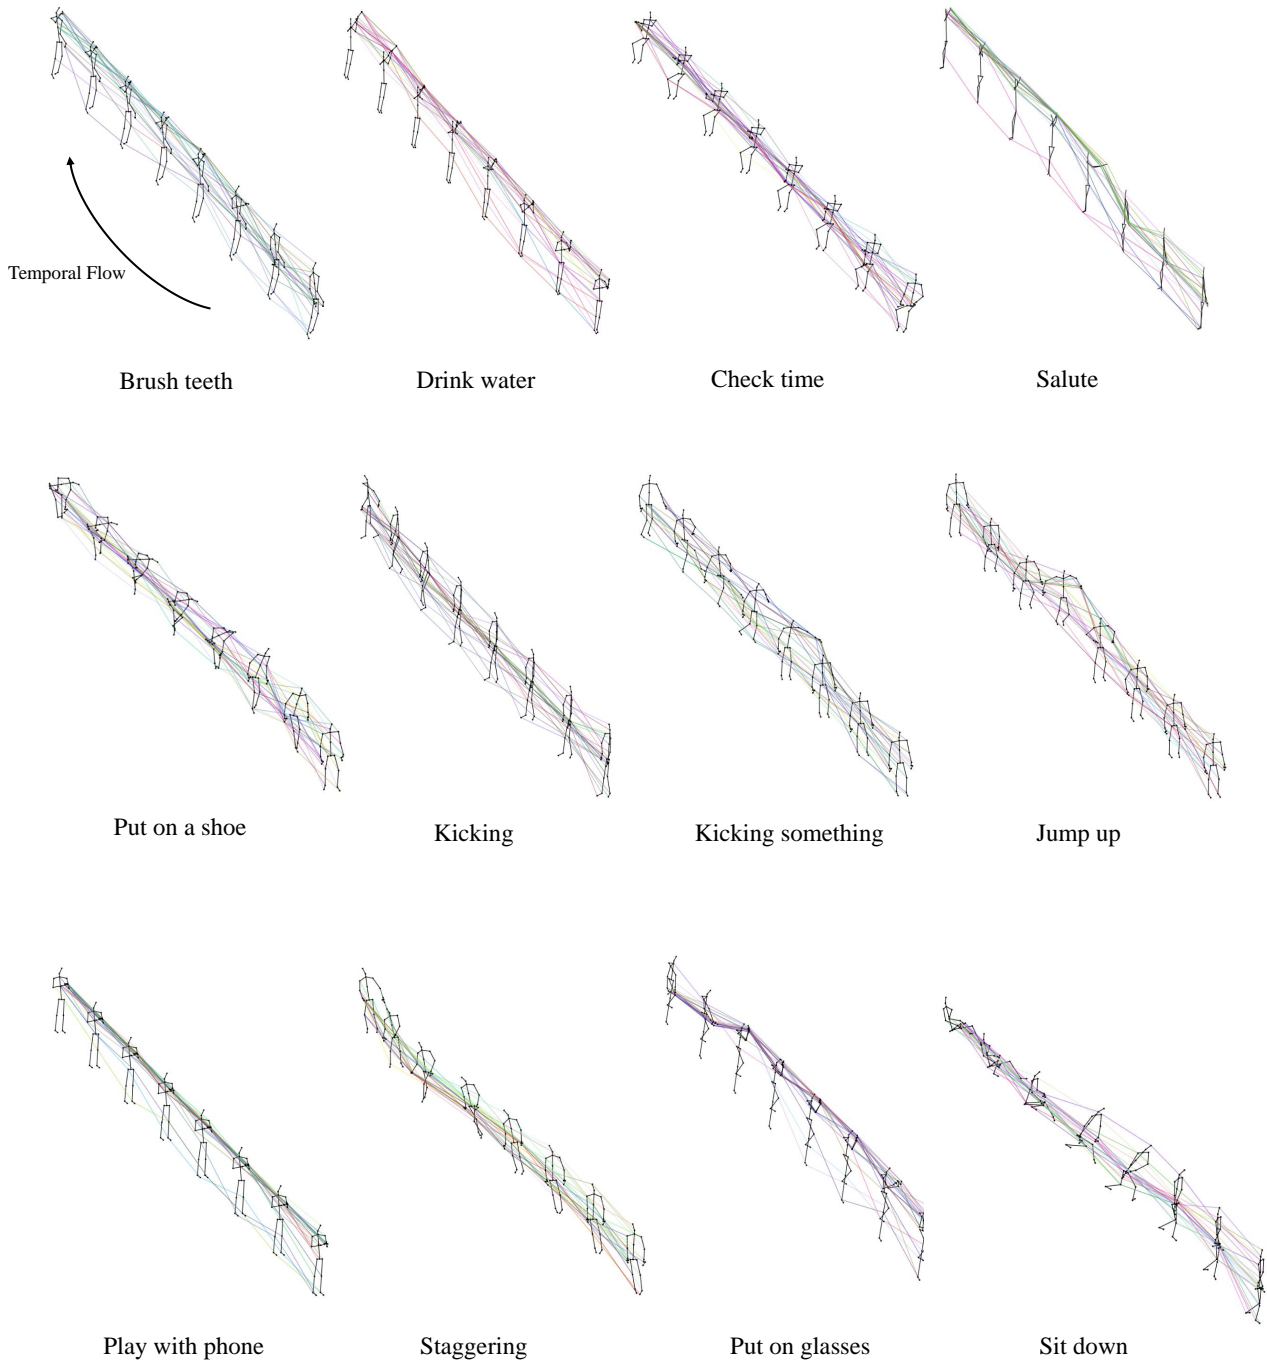 Temporal Flow
Brush teeth
Drink water
Check time
Salute
Put on a shoe
Kicking
Kicking something
Jump up
Play with phone
Staggering
Put on glasses
Sit down